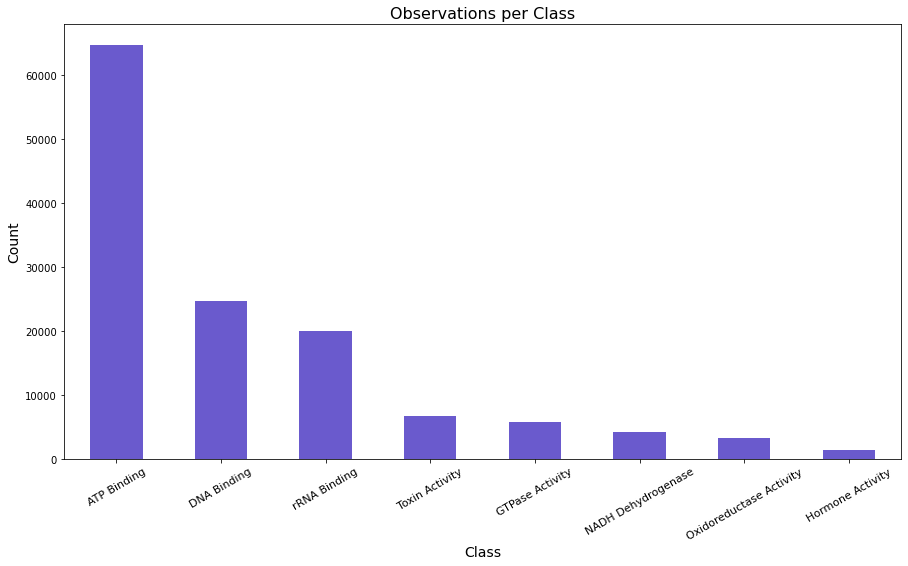 Observations per Class
Count
60000
50000
40000
30000
20000
10000
0
ATP Binding
DNA Binding
rRNA Binding
Toxin Activity
GTPase Activity
NADH Dehydrogenase
Oxidoreductase Activity
Hormone Activity
Class